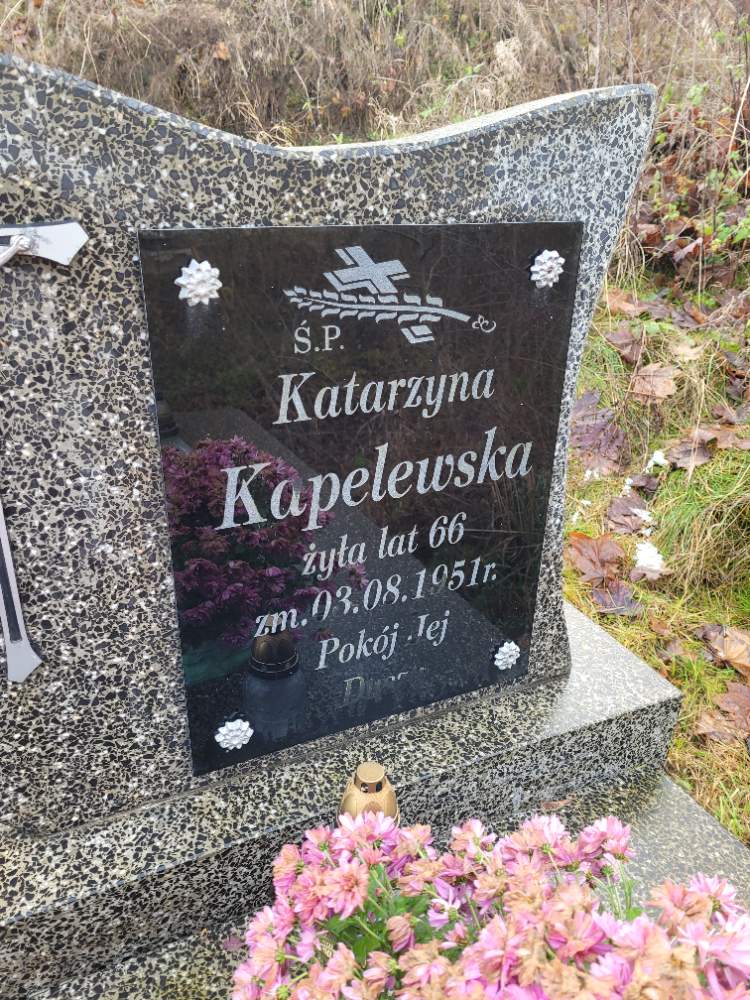 Ś.P.
Katarzyna
Kapelewska
żyła lat 66
zm.03.08.1951r.
Pokój Jej